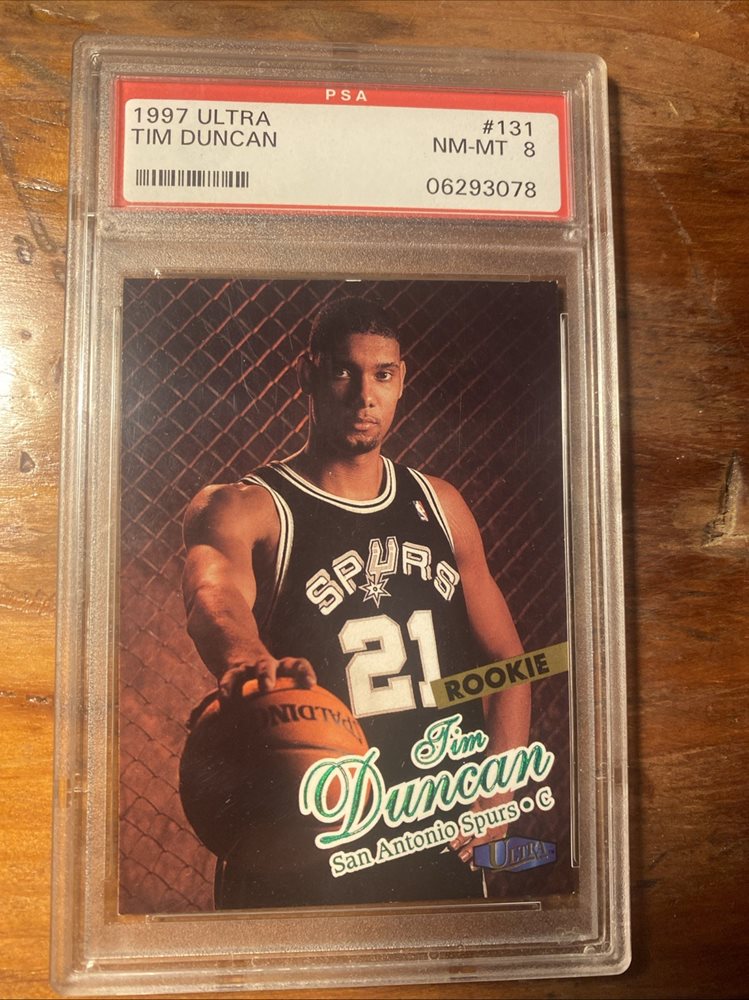 PSA
1997 ULTRA #131
TIM DUNCAN NM-MT 8
06293078
SPURS
21
ROOKIE
SPALDING
Tim
Duncan
San Antonio Spurs • C
ULTRA